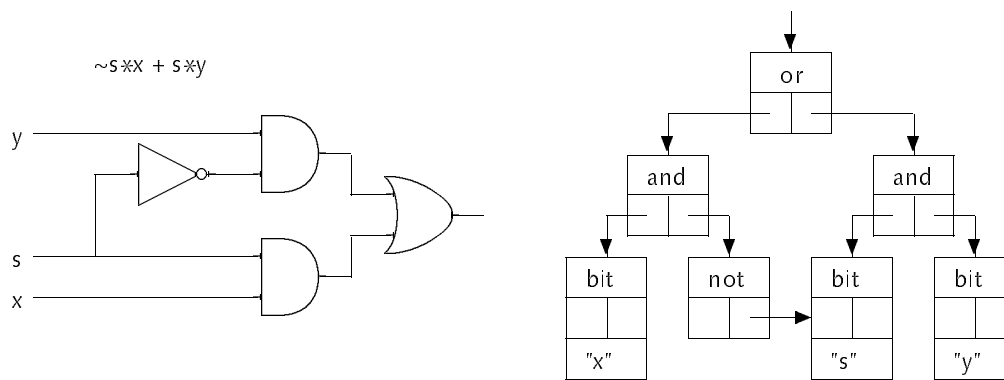 ~s*x + s*y
y
s
x
or
and
and
bit
not
bit
bit
"x"
"s"
"y"